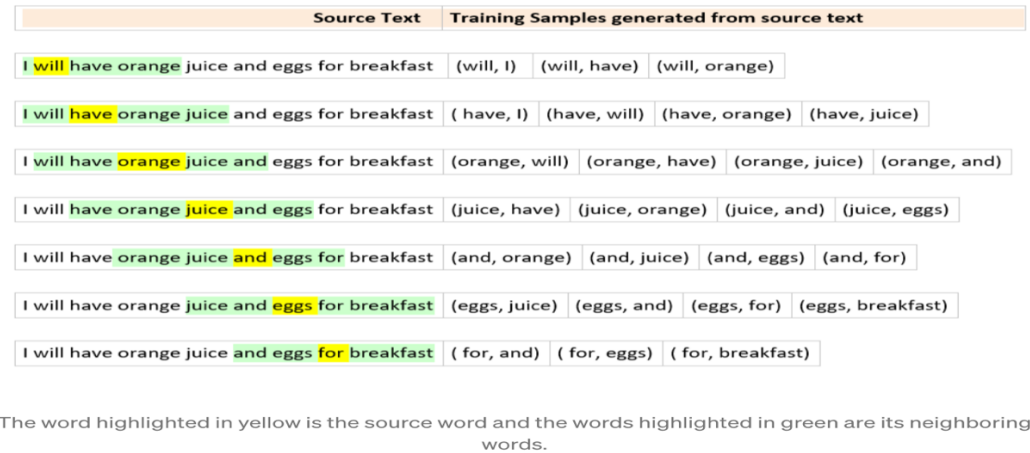 Source Text Training Samples generated from source text
I will have orange juice and eggs for breakfast (will, I) (will, have) (will, orange)
I will have orange juice and eggs for breakfast ( have, I) (have, will) (have, orange) (have, juice)
I will have orange juice and eggs for breakfast (orange, will) (orange, have) (orange, juice) (orange, and)
I will have orange juice and eggs for breakfast (juice, have) (juice, orange) (juice, and) (juice, eggs)
I will have orange juice and eggs for breakfast (and, orange) (and, juice) (and, eggs) (and, for)
I will have orange juice and eggs for breakfast (eggs, juice) (eggs, and) (eggs, for) (eggs, breakfast)
I will have orange juice and eggs for breakfast ( for, and) ( for, eggs) ( for, breakfast)
The word highlighted in yellow is the source word and the words highlighted in green are its neighboring
words.